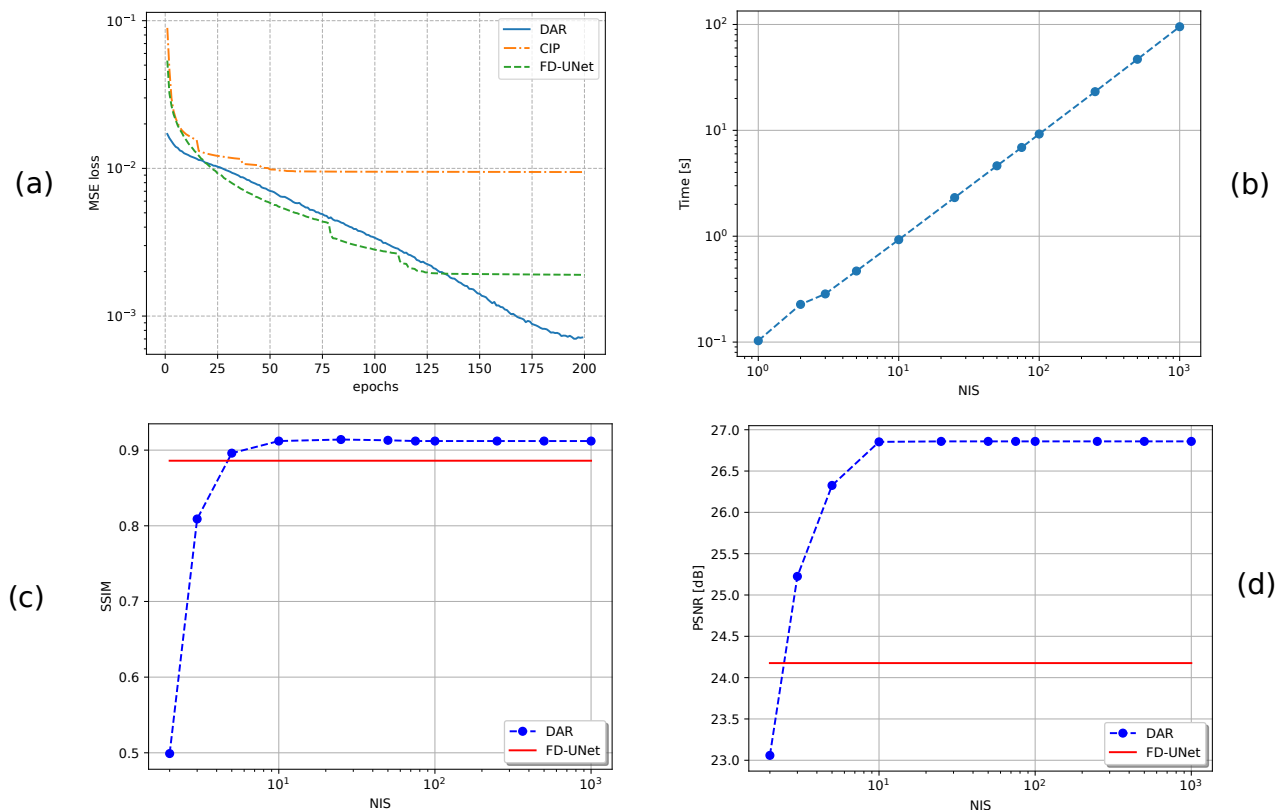 (a)
MSE loss
10⁻¹
10⁻²
10⁻³
0 25 50 75 100 125 150 175 200
epochs
DAR
CIP
FD-UNet
(b)
Time [s]
10²
10¹
10⁰
10⁻¹
10⁰ 10¹ 10² 10³
NIS
(c)
SSIM
0.9
0.8
0.7
0.6
0.5
10¹ 10² 10³
NIS
DAR
FD-UNet
(d)
PSNR [dB]
27.0
26.5
26.0
25.5
25.0
24.5
24.0
23.5
23.0
10¹ 10² 10³
NIS
DAR
FD-UNet